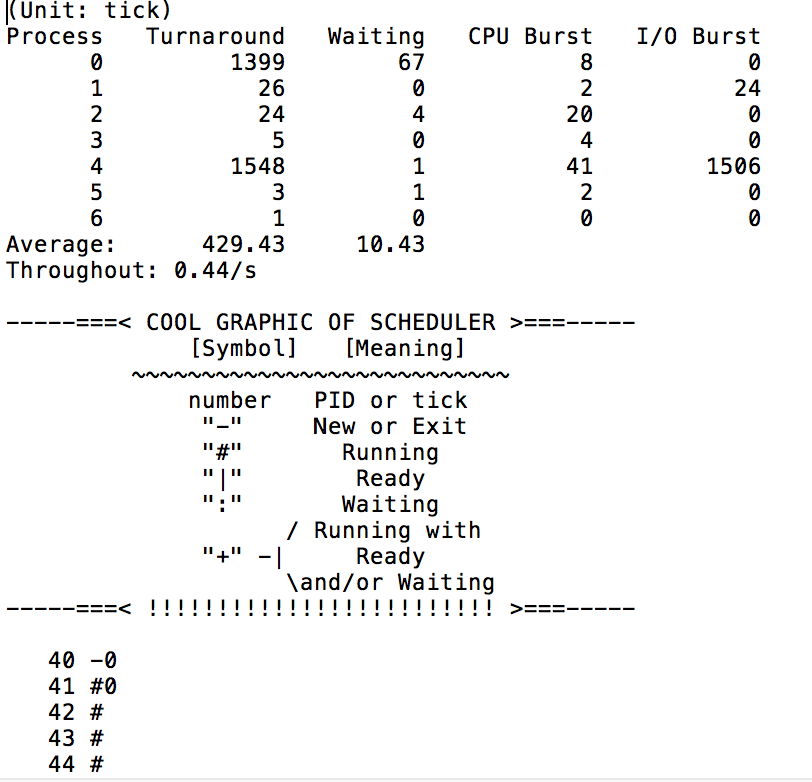 (Unit: tick)
Process   Turnaround   Waiting   CPU Burst   I/O Burst
      0         1399        67           8           0
      1           26         0           2          24
      2           24         4          20           0
      3            5         0           4           0
      4         1548         1          41        1506
      5            3         1           2           0
      6            1         0           0           0
Average:      429.43     10.43
Throughout: 0.44/s
-----===< COOL GRAPHIC OF SCHEDULER >===-----
             [Symbol]   [Meaning]
         ~~~~~~~~~~~~~~~~~~~~~~~~~~~
             number   PID or tick
              "-"     New or Exit
              "#"       Running
              "|"        Ready
              ":"       Waiting
                    / Running with
              "+" -|     Ready
                    \and/or Waiting
-----===< !!!!!!!!!!!!!!!!!!!!!!!!! >===-----
   40 -0
   41 #0
   42 #
   43 #
   44 #